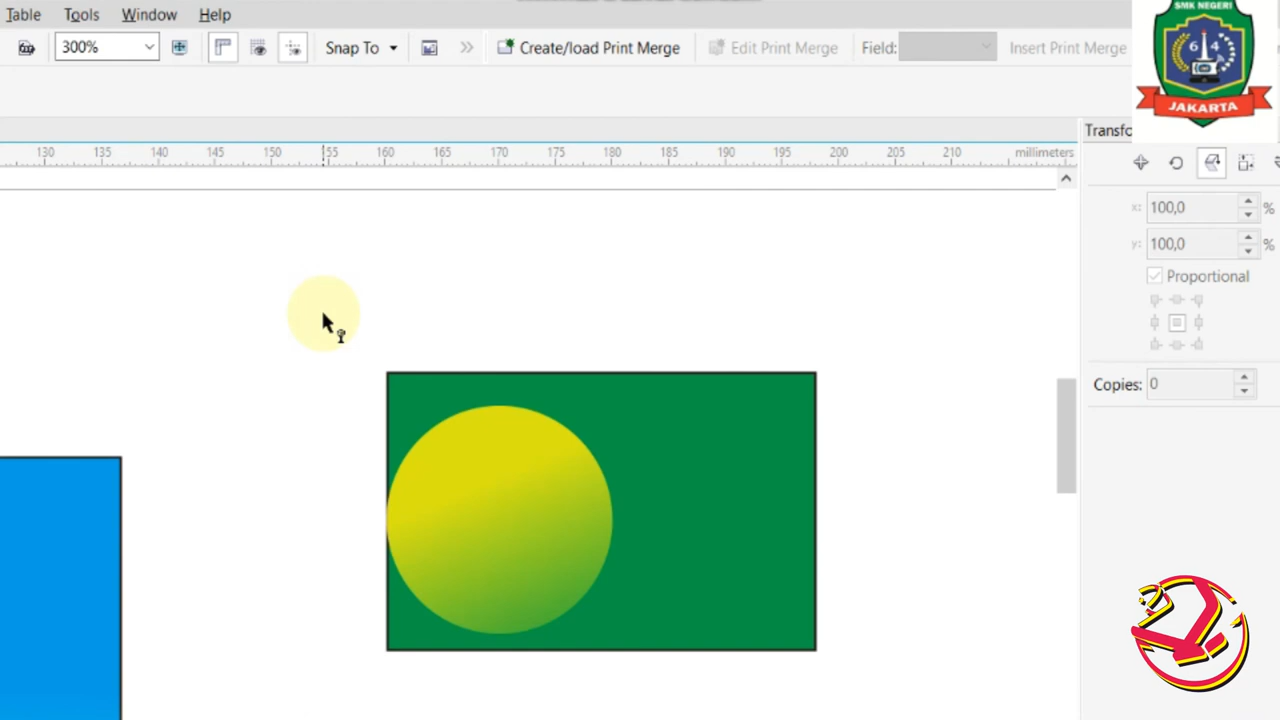 Table Tools Window Help
300% Snap To Create/load Print Merge Edit Print Merge Field: Insert Print Merge
SMK NEGERI
64
JAKARTA
130 135 140 145 150 155 160 165 170 175 180 185 190 195 200 205 210 millimeters
Transfo
x: 100,0 %
y: 100,0 %
Proportional
Copies: 0